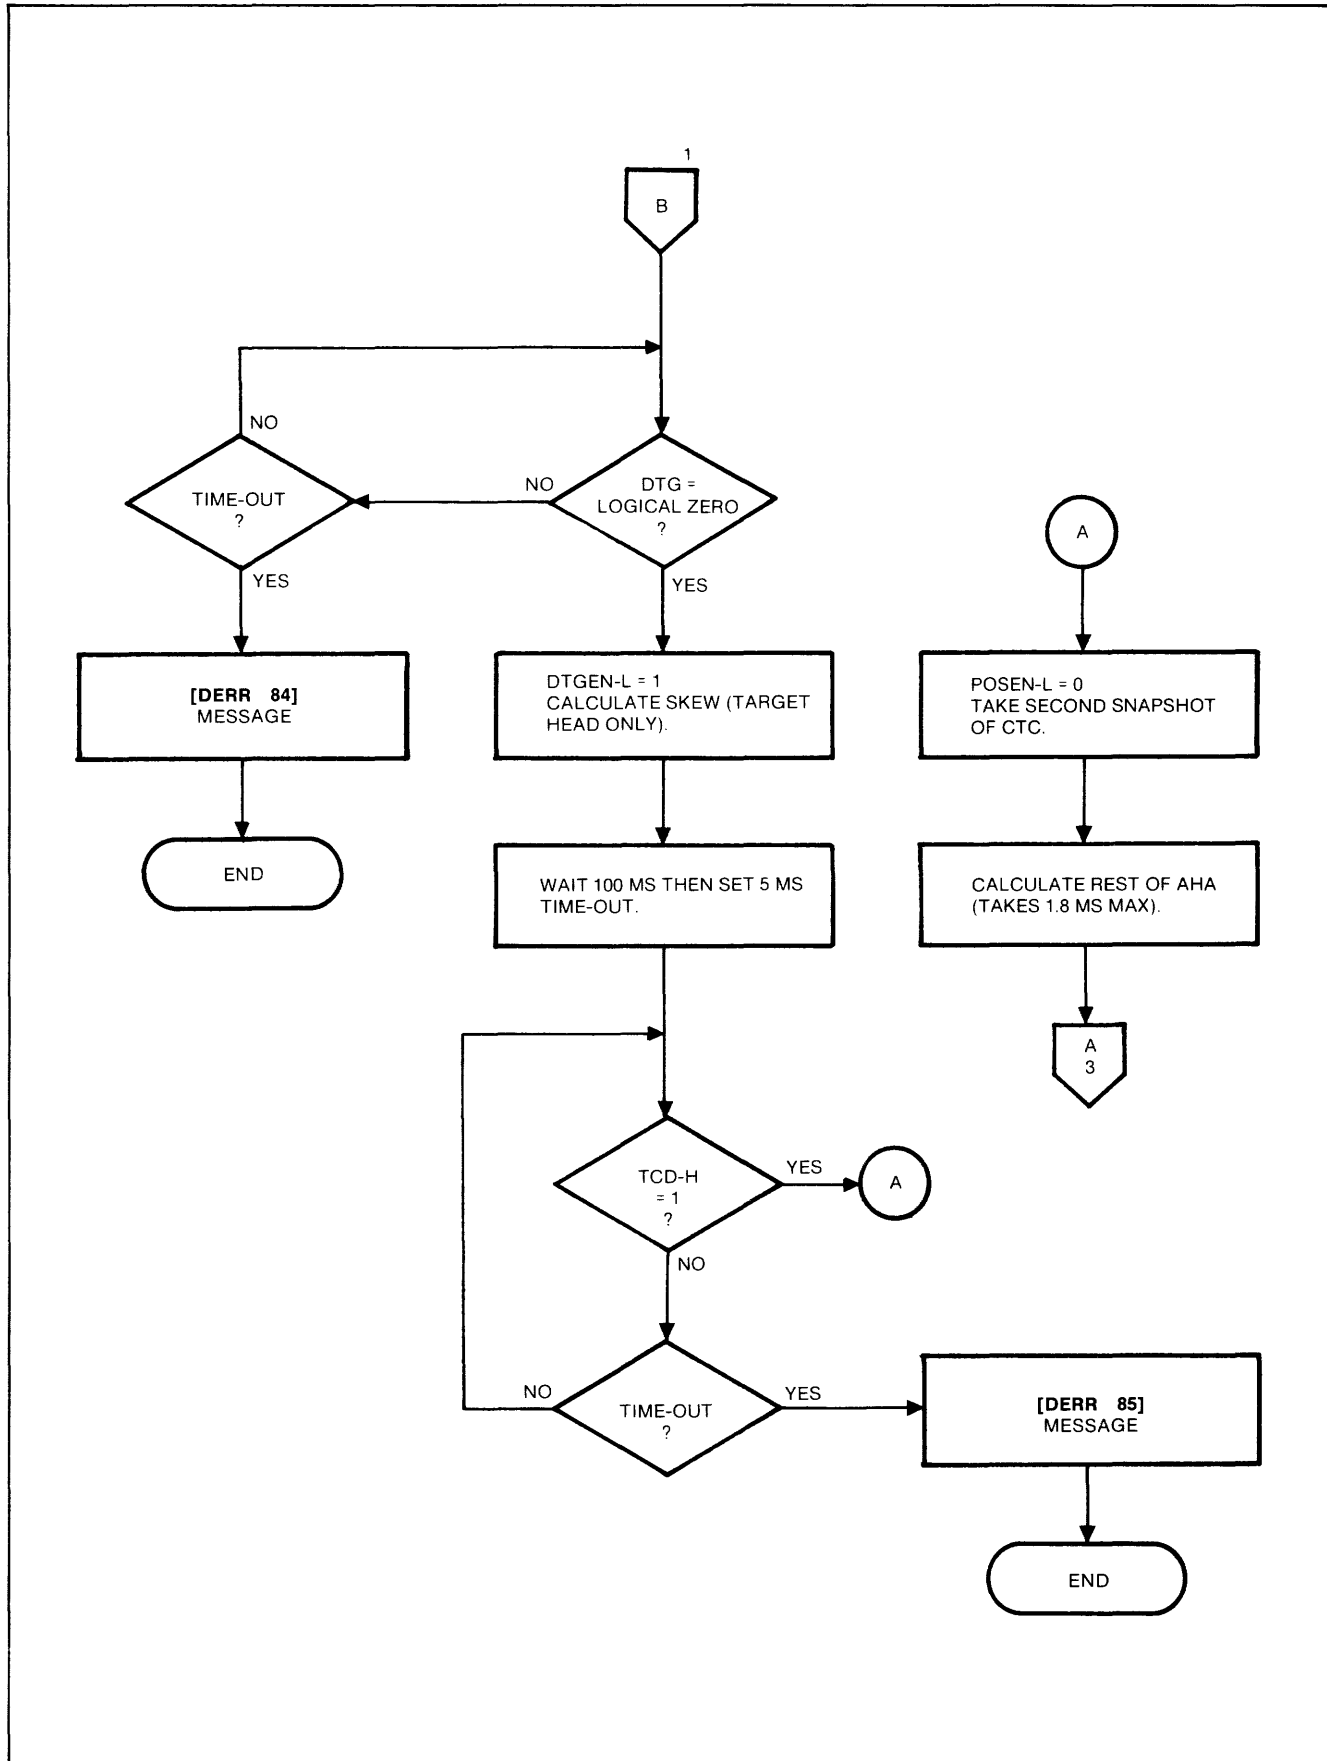 1
B
NO
TIME-OUT
?
YES
NO
DTG =
LOGICAL ZERO
?
YES
[DERR 84]
MESSAGE
END
DTGEN-L = 1
CALCULATE SKEW (TARGET
HEAD ONLY).
WAIT 100 MS THEN SET 5 MS
TIME-OUT.
TCD-H
= 1
?
YES
A
NO
TIME-OUT
?
NO
YES
[DERR 85]
MESSAGE
END
A
POSEN-L = 0
TAKE SECOND SNAPSHOT
OF CTC.
CALCULATE REST OF AHA
(TAKES 1.8 MS MAX).
A
3